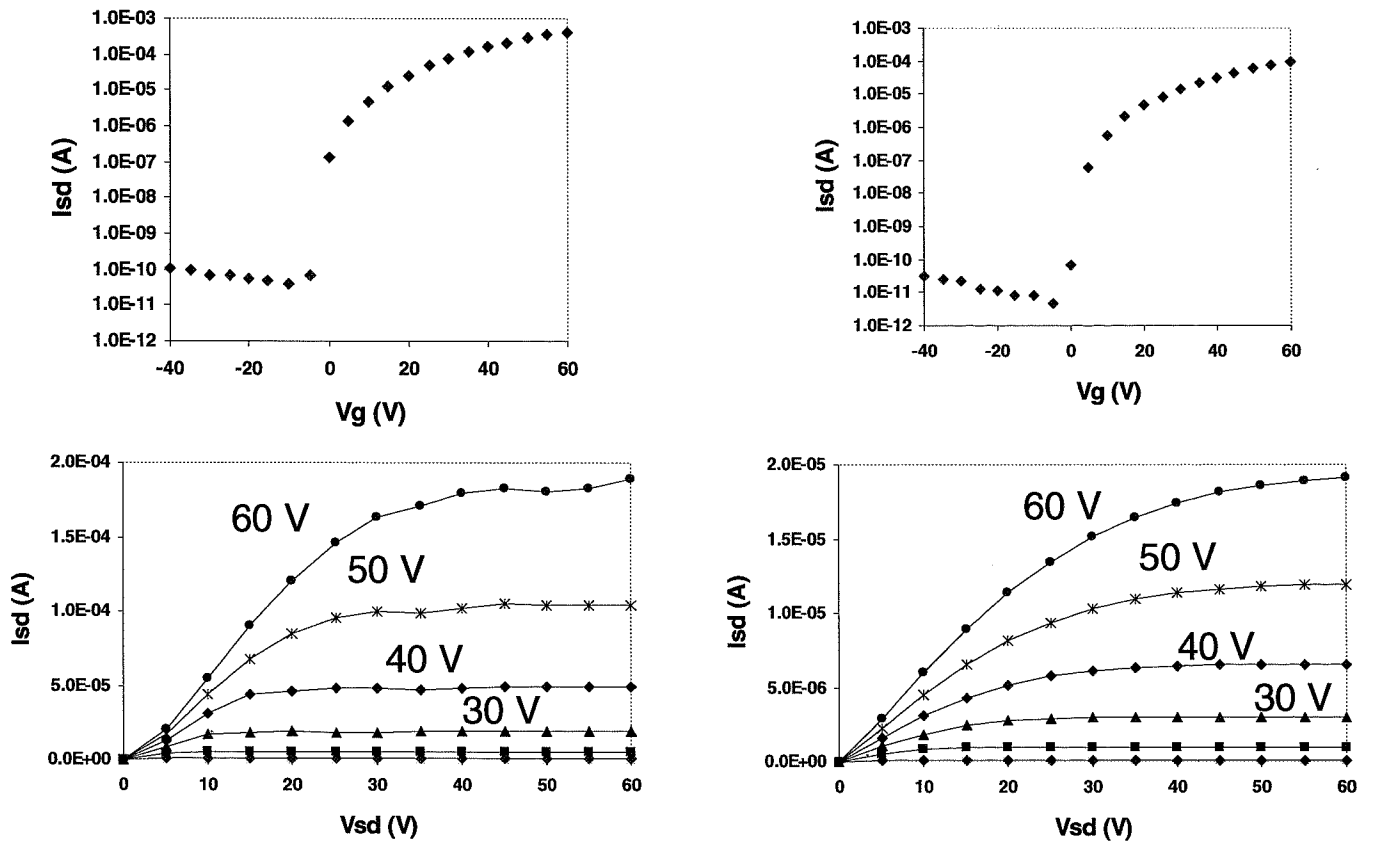 1.0E-03
1.0E-04
1.0E-05
1.0E-06
1.0E-07
1.0E-08
1.0E-09
1.0E-10
1.0E-11
1.0E-12
Isd (A)
-40 -20 0 20 40 60
Vg (V)
1.0E-03
1.0E-04
1.0E-05
1.0E-06
1.0E-07
1.0E-08
1.0E-09
1.0E-10
1.0E-11
1.0E-12
Isd (A)
-40 -20 0 20 40 60
Vg (V)
2.0E-04
1.5E-04
1.0E-04
5.0E-05
0.0E+00
Isd (A)
60 V
50 V
40 V
30 V
0 10 20 30 40 50 60
Vsd (V)
2.0E-05
1.5E-05
1.0E-05
5.0E-06
0.0E+00
Isd (A)
60 V
50 V
40 V
30 V
0 10 20 30 40 50 60
Vsd (V)